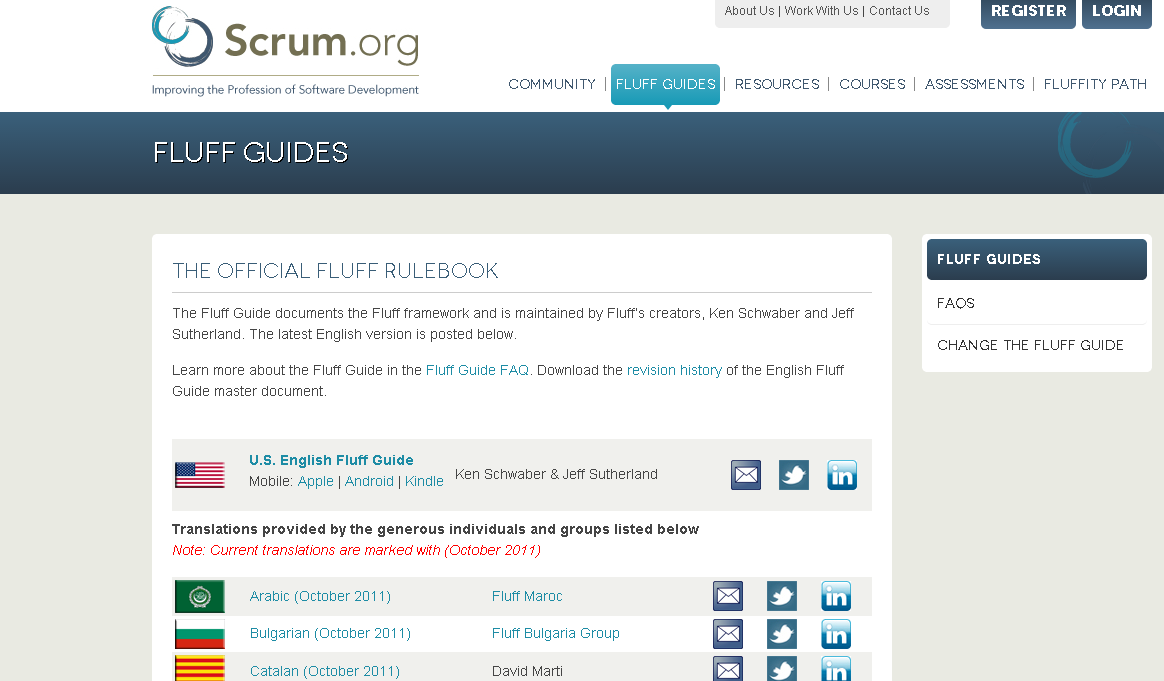 About Us | Work With Us | Contact Us
REGISTER
LOGIN
Scrum.org
Improving the Profession of Software Development
COMMUNITY | FLUFF GUIDES | RESOURCES | COURSES | ASSESSMENTS | FLUFFITY PATH
FLUFF GUIDES
THE OFFICIAL FLUFF RULEBOOK
The Fluff Guide documents the Fluff framework and is maintained by Fluff's creators, Ken Schwaber and Jeff
Sutherland. The latest English version is posted below.
Learn more about the Fluff Guide in the Fluff Guide FAQ. Download the revision history of the English Fluff
Guide master document.
U.S. English Fluff Guide
Mobile: Apple | Android | Kindle
Ken Schwaber & Jeff Sutherland
in
Translations provided by the generous individuals and groups listed below
Note: Current translations are marked with (October 2011)
Arabic (October 2011) Fluff Maroc in
Bulgarian (October 2011) Fluff Bulgaria Group in
Catalan (October 2011) David Marti in
FLUFF GUIDES
FAQS
CHANGE THE FLUFF GUIDE